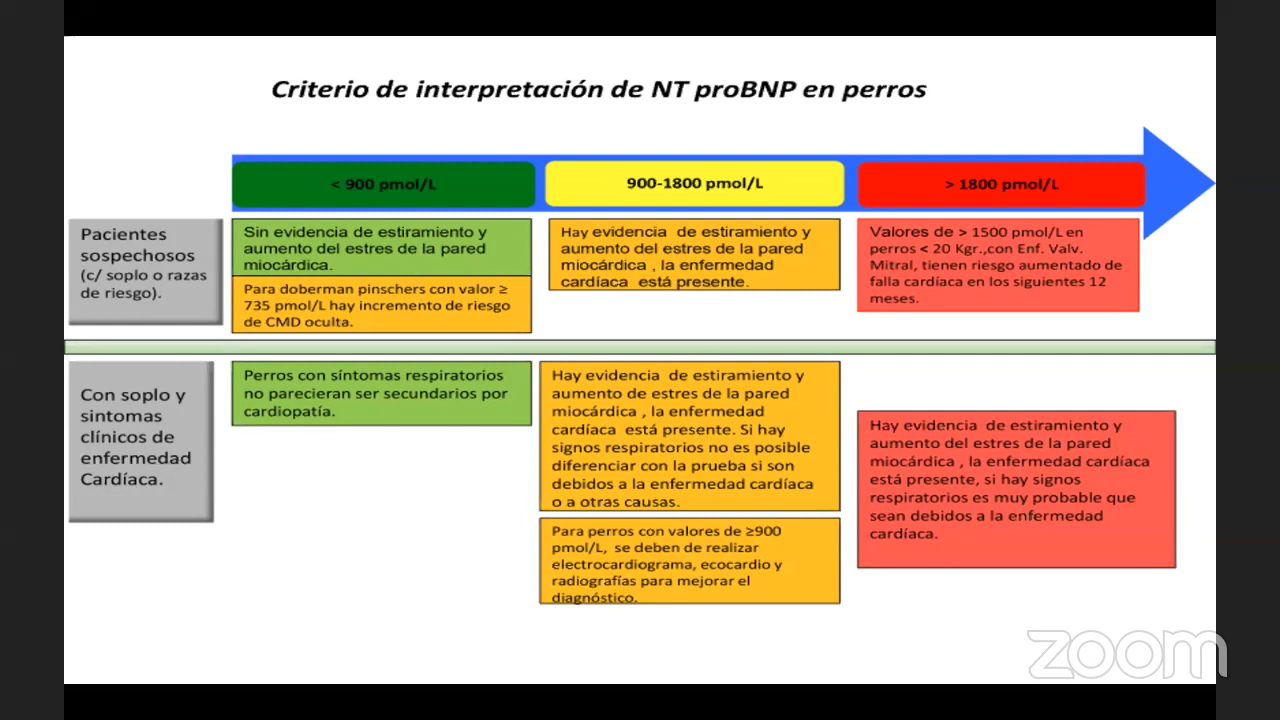 Criterio de interpretación de NT proBNP en perros
< 900 pmol/L
900-1800 pmol/L
> 1800 pmol/L
Pacientes
sospechosos
(c/ soplo o razas
de riesgo).
Sin evidencia de estiramiento y
aumento del estres de la pared
miocárdica.
Para doberman pinschers con valor ≥
735 pmol/L hay incremento de riesgo
de CMD oculta.
Hay evidencia de estiramiento y
aumento del estres de la pared
miocárdica , la enfermedad
cardíaca está presente.
Valores de > 1500 pmol/L en
perros < 20 Kgr.,con Enf. Valv.
Mitral, tienen riesgo aumentado de
falla cardíaca en los siguientes 12
meses.
Con soplo y
sintomas
clínicos de
enfermedad
Cardíaca.
Perros con síntomas respiratorios
no parecieran ser secundarios por
cardiopatía.
Hay evidencia de estiramiento y
aumento de estres de la pared
miocárdica , la enfermedad
cardíaca está presente. Si hay
signos respiratorios no es posible
diferenciar con la prueba si son
debidos a la enfermedad cardíaca
o a otras causas.
Para perros con valores de ≥900
pmol/L, se deben de realizar
electrocardiograma, ecocardio y
radiografías para mejorar el
diagnóstico.
Hay evidencia de estiramiento y
aumento del estres de la pared
miocárdica , la enfermedad cardíaca
está presente, si hay signos
respiratorios es muy probable que
sean debidos a la enfermedad
cardíaca.
zoom